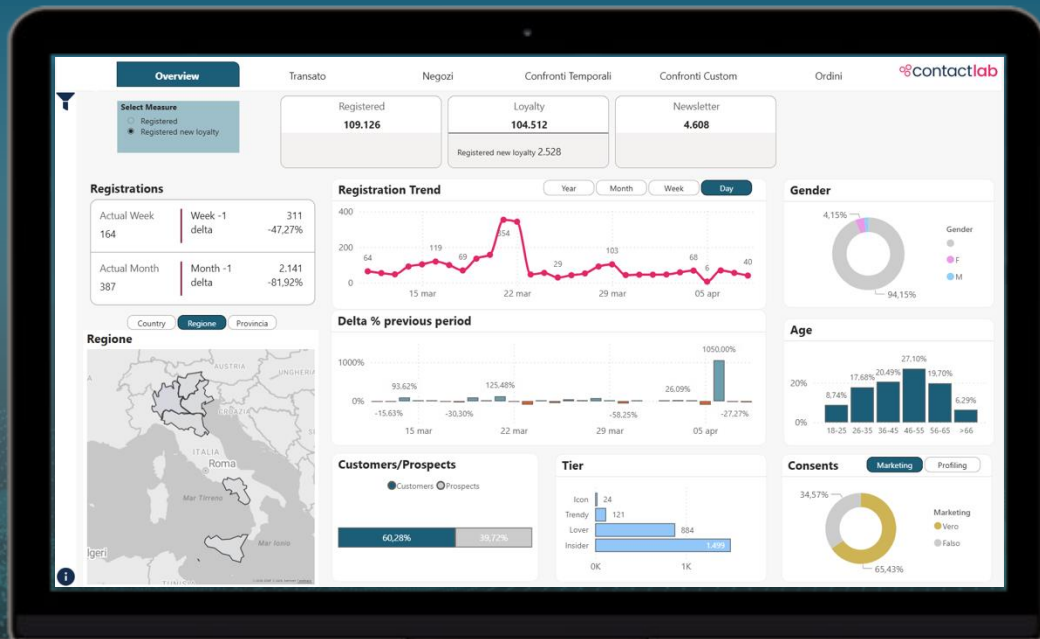 Overview
Transato
Negozi
Confronti Temporali
Confronti Custom
Ordini
contactlab
Select Measure
Registered
Registered new loyalty
Registered
109.126
Loyalty
104.512
Registered new loyalty 2.528
Newsletter
4.608
Registrations
Actual Week
164
Week -1 311
delta -47,27%
Actual Month
387
Month -1 2.141
delta -81,92%
Country Regione Provincia
Regione
AUSTRIA
UNGHERIA
CROAZIA
ITALIA
Roma
Mar Tirreno
Mar Ionio
lgeri
Registration Trend
Year Month Week Day
400
200
0
64
119
69
354
29
103
68
6
40
15 mar 22 mar 29 mar 05 apr
Delta % previous period
1000%
0%
93.62%
125.48%
26.09%
1050.00%
-15.63%
-30.30%
-58.25%
-27.27%
15 mar 22 mar 29 mar 05 apr
Customers/Prospects
Customers Prospects
60,28% 39,72%
Tier
Icon 24
Trendy 121
Lover 884
Insider 1.499
0K 1K
Gender
4,15%
94,15%
Gender
F
M
Age
20%
0%
8.74%
17.68%
20.49%
27.10%
19.70%
6.29%
18-25 26-35 36-45 46-55 56-65 >66
Consents
Marketing Profiling
34,57%
65,43%
Marketing
Vero
Falso